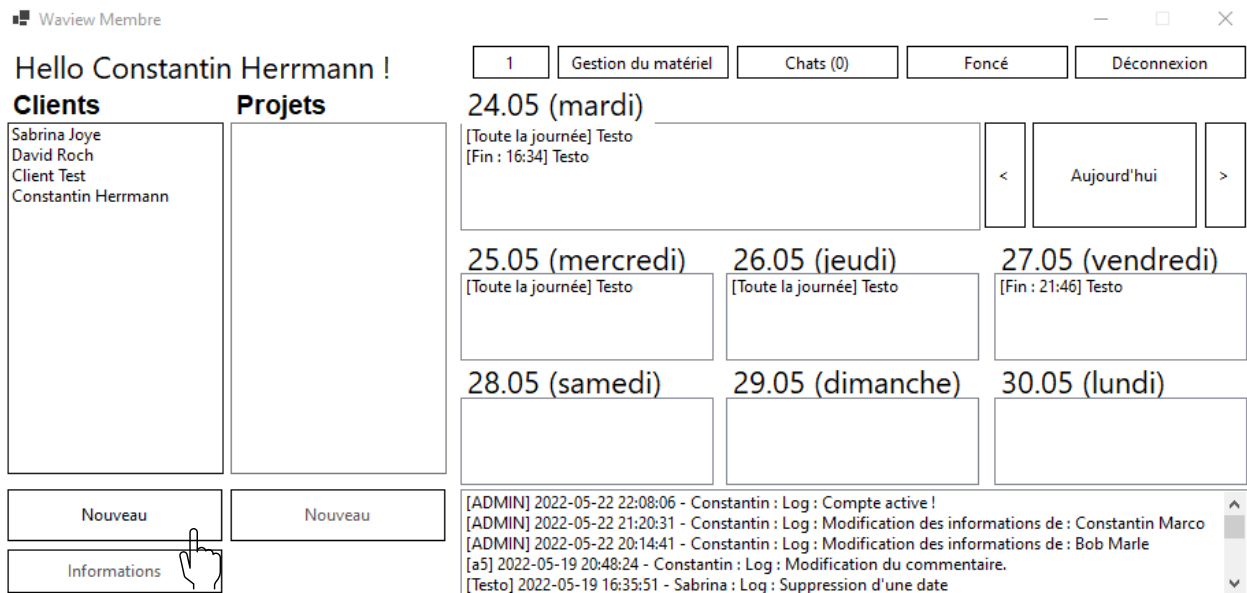 Waview Membre
Hello Constantin Herrmann !
1
Gestion du matériel
Chats (0)
Foncé
Déconnexion
Clients
Projets
Sabrina Joye
David Roch
Client Test
Constantin Herrmann
Nouveau
Nouveau
Informations
24.05 (mardi)
[Toute la journée] Testo
[Fin : 16:34] Testo
<
Aujourd'hui
>
25.05 (mercredi)
[Toute la journée] Testo
26.05 (jeudi)
[Toute la journée] Testo
27.05 (vendredi)
[Fin : 21:46] Testo
28.05 (samedi)
29.05 (dimanche)
30.05 (lundi)
[ADMIN] 2022-05-22 22:08:06 - Constantin : Log : Compte active !
[ADMIN] 2022-05-22 21:20:31 - Constantin : Log : Modification des informations de : Constantin Marco
[ADMIN] 2022-05-22 20:14:41 - Constantin : Log : Modification des informations de : Bob Marle
[a5] 2022-05-19 20:48:24 - Constantin : Log : Modification du commentaire.
[Testo] 2022-05-19 16:35:51 - Sabrina : Log : Suppression d'une date